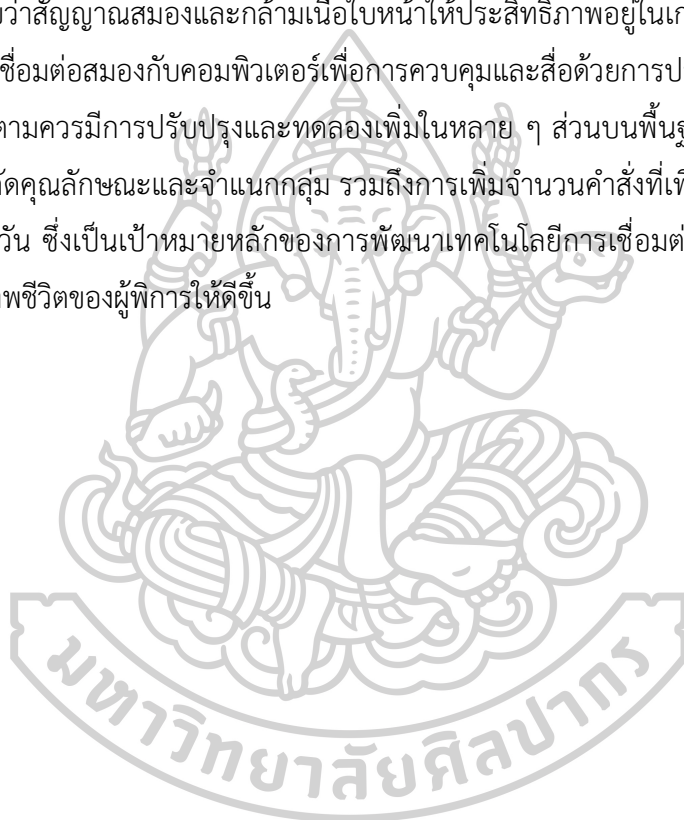 ว่าสัญญาณสมองและกล้ามเนื้อใบหน้าให้ประสิทธิภาพอยู่ในเก
ชื่อมต่อสมองกับคอมพิวเตอร์เพื่อการควบคุมและสื่อด้วยการป
ตามควรมีการปรับปรุงและทดลองเพิ่มในหลาย ๆ ส่วนบนพื้นฐ
ัดคุณลักษณะและจำแนกกลุ่ม รวมถึงการเพิ่มจำนวนคำสั่งที่เพี
วัน ซึ่งเป็นเป้าหมายหลักของการพัฒนาเทคโนโลยีการเชื่อมต่
าพชีวิตของผู้พิการให้ดีขึ้น
มหาวิทยาลัยศิลปากร